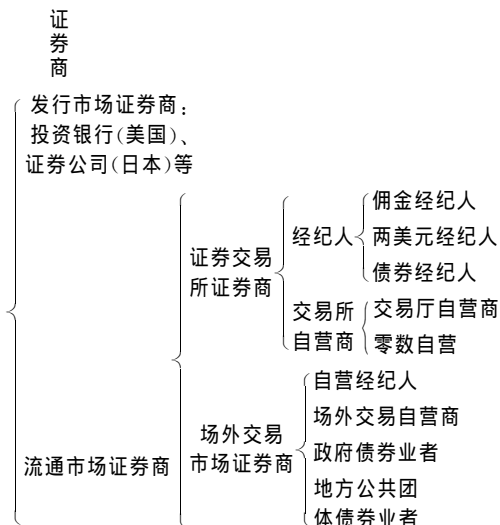 证
券
商
发行市场证券商：
投资银行(美国)、
证券公司(日本)等
流通市场证券商
证券交易
所证券商
经纪人
佣金经纪人
两美元经纪人
债券经纪人
交易所
自营商
交易厅自营商
零数自营
场外交易
市场证券商
自营经纪人
场外交易自营商
政府债券业者
地方公共团
体债券业者